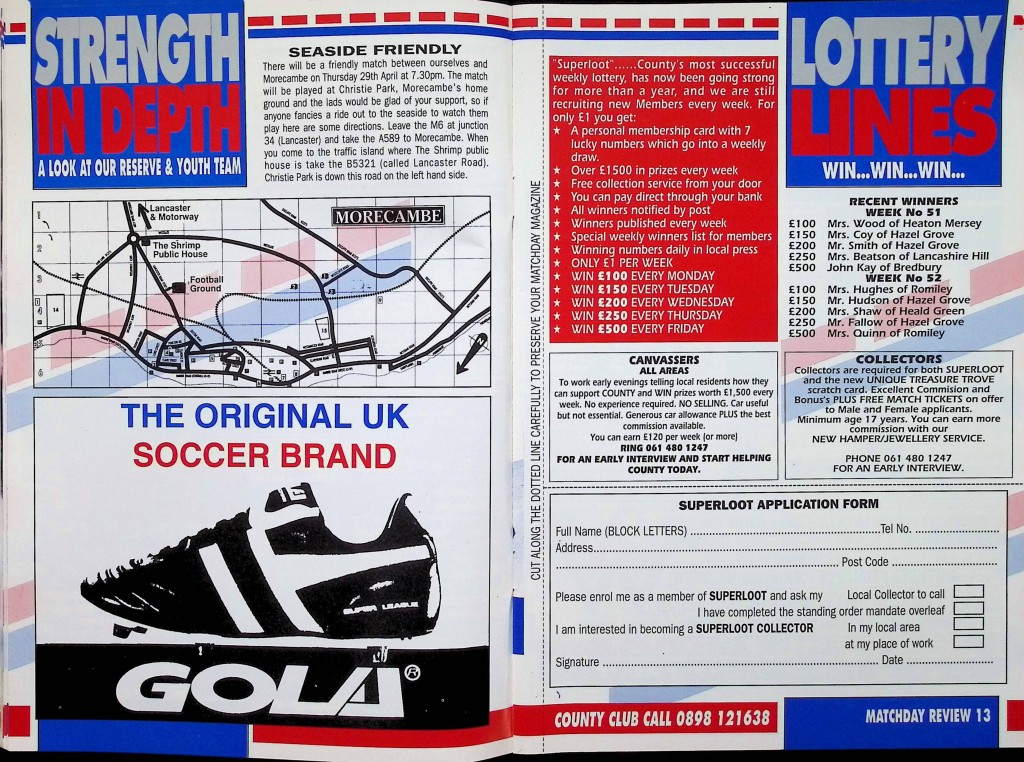 STRENGTH
IN DEPTH
A LOOK AT OUR RESERVE & YOUTH TEAM
SEASIDE FRIENDLY
There will be a friendly match between ourselves and
Morecambe on Thursday 29th April at 7.30pm. The match
will be played at Christie Park, Morecambe's home
ground and the lads would be glad of your support, so if
anyone fancies a ride out to the seaside to watch them
play here are some directions. Leave the M6 at junction
34 (Lancaster) and take the A589 to Morecambe. When
you come to the traffic island where The Shrimp public
house is take the B5321 (called Lancaster Road).
Christie Park is down this road on the left hand side.
Lancaster
& Motorway
MORECAMBE
The Shrimp
Public House
Football
Ground
THE ORIGINAL UK
SOCCER BRAND
SUPER LEAGUE
GOLA®
CUT ALONG THE DOTTED LINE CAREFULLY TO PRESERVE YOUR MATCHDAY MAGAZINE
"Superloot"......County's most successful
weekly lottery, has now been going strong
for more than a year, and we are still
recruiting new Members every week. For
only £1 you get:
★ A personal membership card with 7
lucky numbers which go into a weekly
draw.
★ Over £1500 in prizes every week
★ Free collection service from your door
★ You can pay direct through your bank
★ All winners notified by post
★ Winners published every week
★ Special weekly winners list for members
★ Winning numbers daily in local press
★ ONLY £1 PER WEEK
★ WIN £100 EVERY MONDAY
★ WIN £150 EVERY TUESDAY
★ WIN £200 EVERY WEDNESDAY
★ WIN £250 EVERY THURSDAY
★ WIN £500 EVERY FRIDAY
LOTTERY
LINES
WIN...WIN...WIN...
RECENT WINNERS
WEEK No 51
£100 Mrs. Wood of Heaton Mersey
£150 Mrs. Coy of Hazel Grove
£200 Mr. Smith of Hazel Grove
£250 Mrs. Beatson of Lancashire Hill
£500 John Kay of Bredbury
WEEK No 52
£100 Mrs. Hughes of Romiley
£150 Mr. Hudson of Hazel Grove
£200 Mrs. Shaw of Heald Green
£250 Mr. Fallow of Hazel Grove
£500 Mrs. Quinn of Romiley
CANVASSERS
ALL AREAS
To work early evenings telling local residents how they
can support COUNTY and WIN prizes worth £1,500 every
week. No experience required. NO SELLING. Car useful
but not essential. Generous car allowance PLUS the best
commission available.
You can earn £120 per week (or more)
RING 061 480 1247
FOR AN EARLY INTERVIEW AND START HELPING
COUNTY TODAY.
COLLECTORS
Collectors are required for both SUPERLOOT
and the new UNIQUE TREASURE TROVE
scratch card. Excellent Commision and
Bonus's PLUS FREE MATCH TICKETS on offer
to Male and Female applicants.
Minimum age 17 years. You can earn more
commission with our
NEW HAMPER/JEWELLERY SERVICE.
PHONE 061 480 1247
FOR AN EARLY INTERVIEW.
SUPERLOOT APPLICATION FORM
Full Name (BLOCK LETTERS) ........ Tel No. ........
Address........
........ Post Code ........
Please enrol me as a member of SUPERLOOT and ask my Local Collector to call
I have completed the standing order mandate overleaf
I am interested in becoming a SUPERLOOT COLLECTOR In my local area
at my place of work
Signature ........ Date ........
COUNTY CLUB CALL 0898 121638
MATCHDAY REVIEW 13